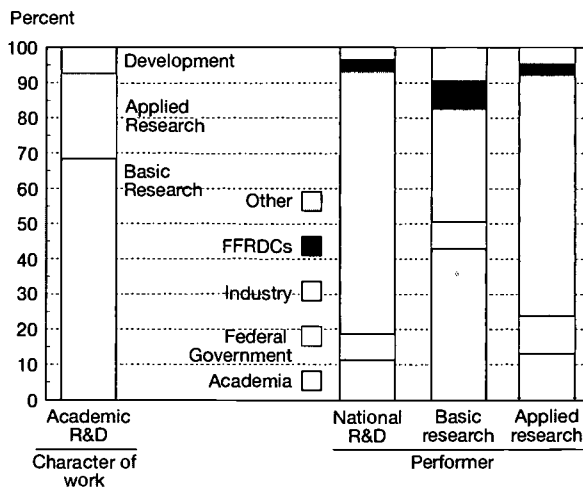 Percent
100
90
80
70
60
50
40
30
20
10
0
Development
Applied
Research
Basic
Research
Other
FFRDCs
Industry
Federal
Government
Academia
Academic
R&D
Character of
work
National
R&D
Basic
research
Applied
research
Performer